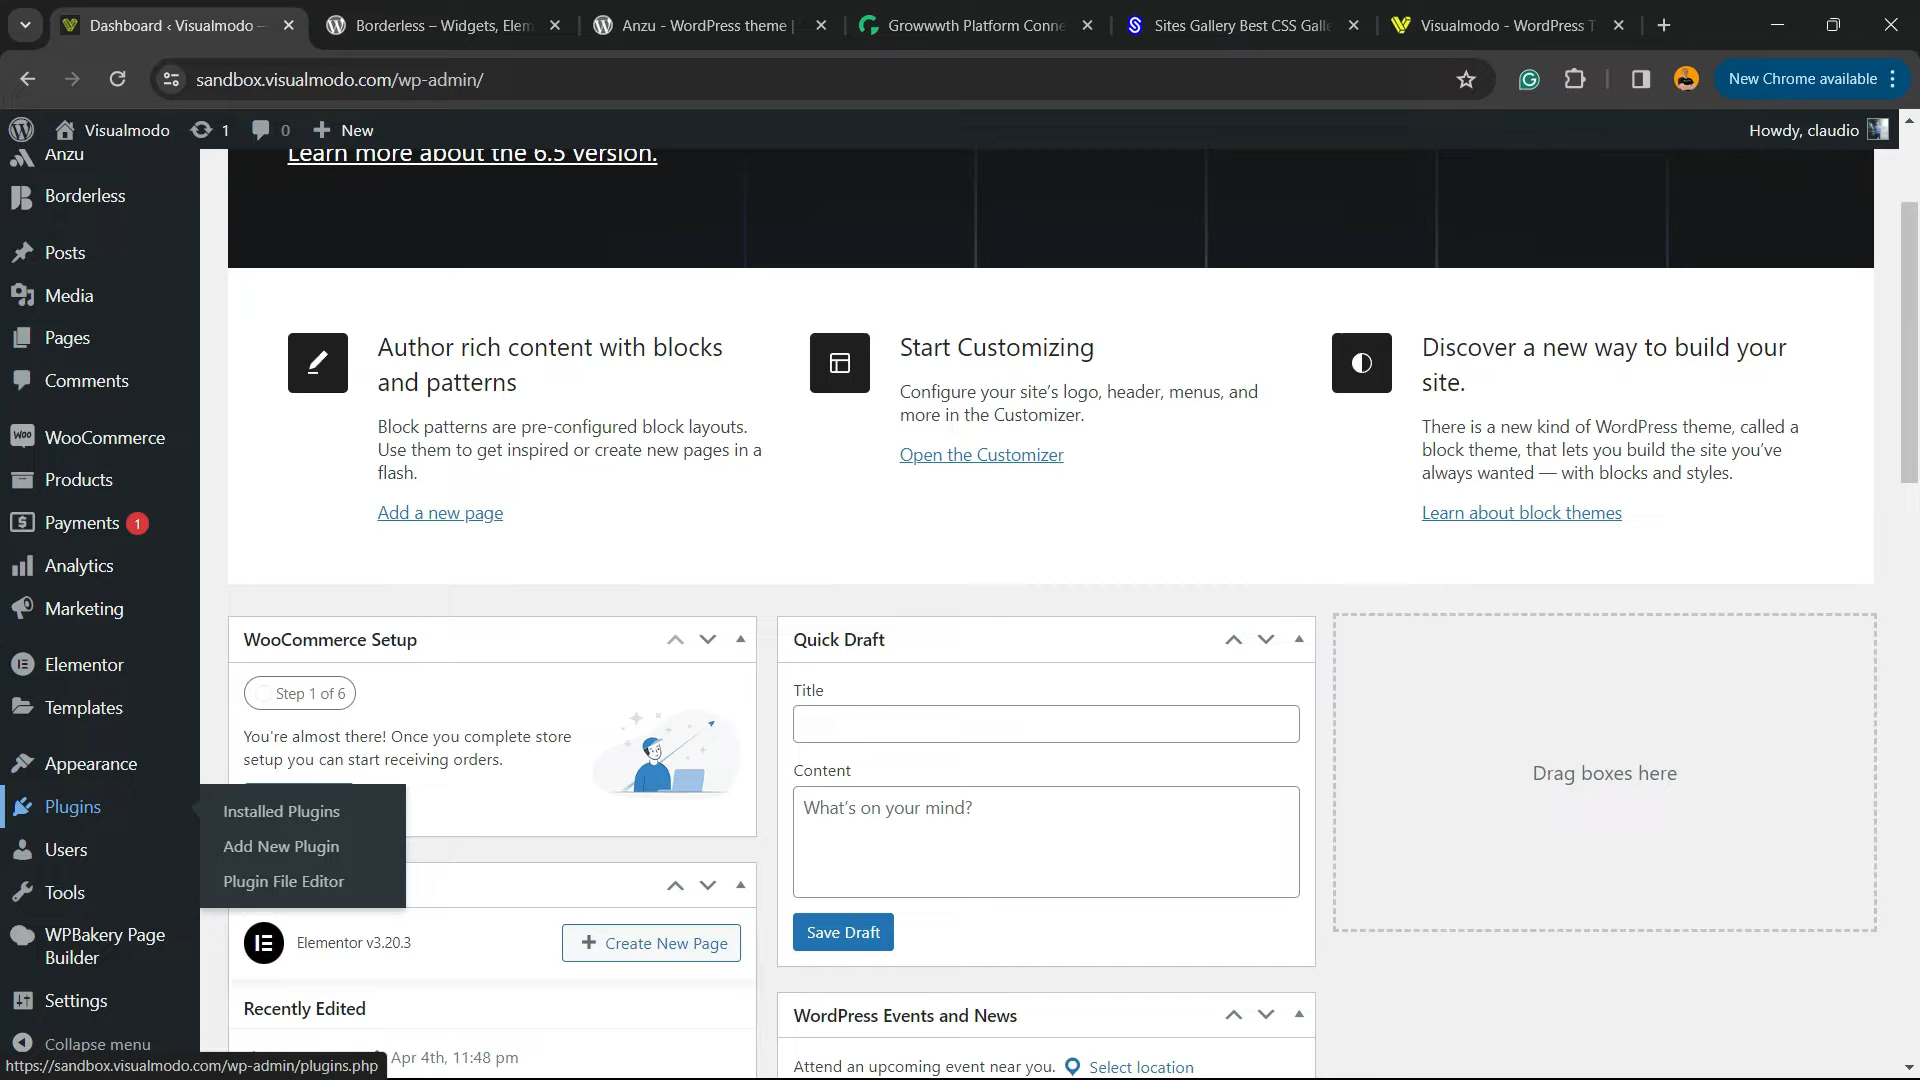 Dashboard ‹ Visualmodo —
Borderless – Widgets, Elem
Anzu - WordPress theme |
Growwwth Platform Conne
Sites Gallery Best CSS Galle
Visualmodo - WordPress T
sandbox.visualmodo.com/wp-admin/
New Chrome available
Visualmodo
1
0
New
Howdy, claudio
Anzu
Borderless
Posts
Media
Pages
Comments
WooCommerce
Products
Payments 1
Analytics
Marketing
Elementor
Templates
Appearance
Plugins
Users
Tools
WPBakery Page
Builder
Settings
Collapse menu
Installed Plugins
Add New Plugin
Plugin File Editor
https://sandbox.visualmodo.com/wp-admin/plugins.php
Learn more about the 6.5 version.
Author rich content with blocks
and patterns
Block patterns are pre-configured block layouts.
Use them to get inspired or create new pages in a
flash.
Add a new page
Start Customizing
Configure your site's logo, header, menus, and
more in the Customizer.
Open the Customizer
Discover a new way to build your
site.
There is a new kind of WordPress theme, called a
block theme, that lets you build the site you've
always wanted — with blocks and styles.
Learn about block themes
WooCommerce Setup
Step 1 of 6
You're almost there! Once you complete store
setup you can start receiving orders.
Elementor v3.20.3
Create New Page
Recently Edited
Apr 4th, 11:48 pm
Quick Draft
Title
Content
What's on your mind?
Save Draft
WordPress Events and News
Attend an upcoming event near you.
Select location
Drag boxes here